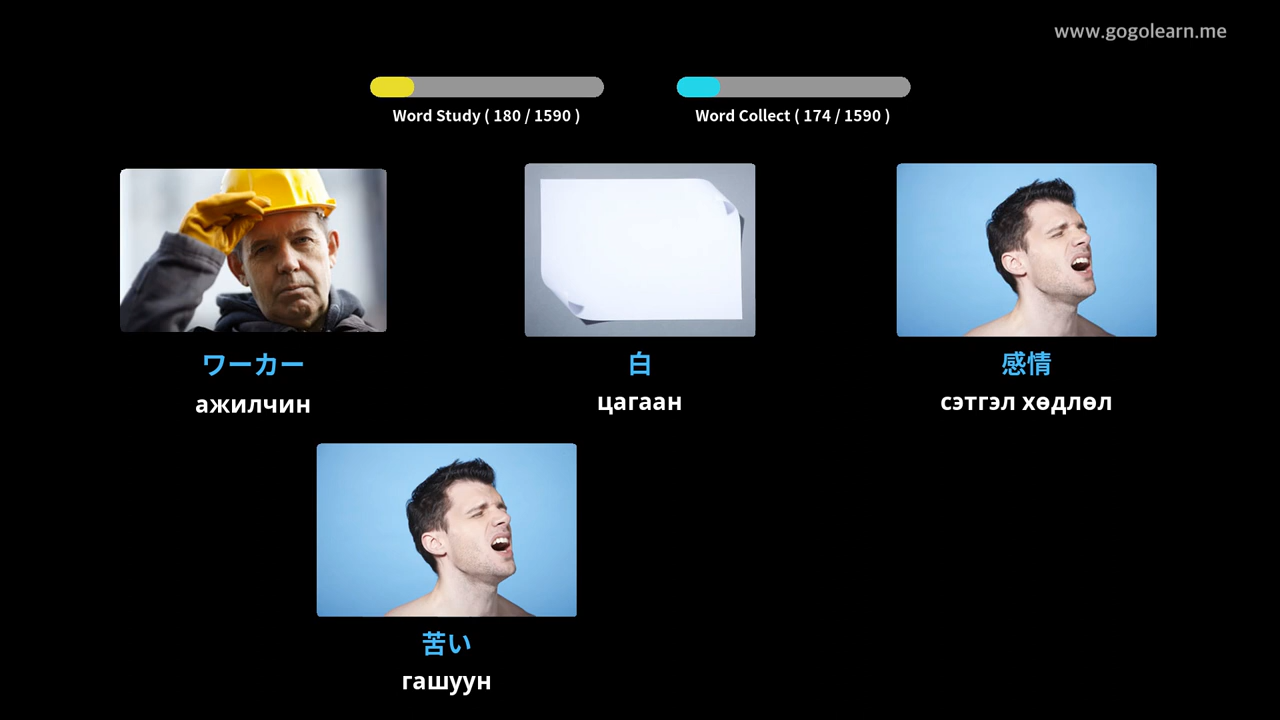 www.gogolearn.me
Word Study ( 180 / 1590 )
Word Collect ( 174 / 1590 )
ワーカー
ажилчин
白
цагаан
感情
сэтгэл хөдлөл
苦い
гашуун